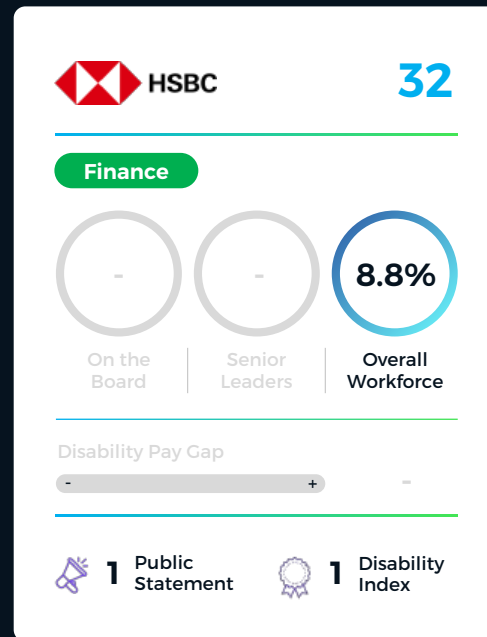 HSBC
32
Finance
-
-
8.8%
On the
Board
Senior
Leaders
Overall
Workforce
Disability Pay Gap
- +
-
1 Public
Statement
1 Disability
Index